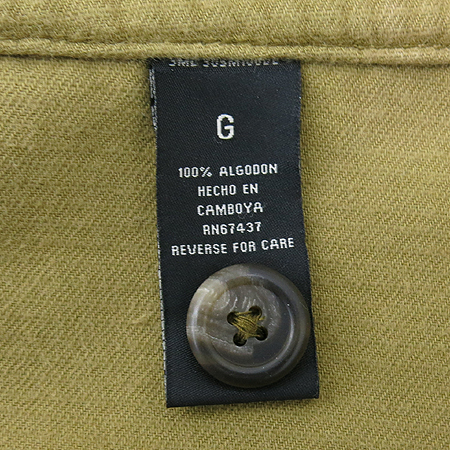 G
100% ALGODON
HECHO EN
CAMBOYA
RN67437
REVERSE FOR CARE